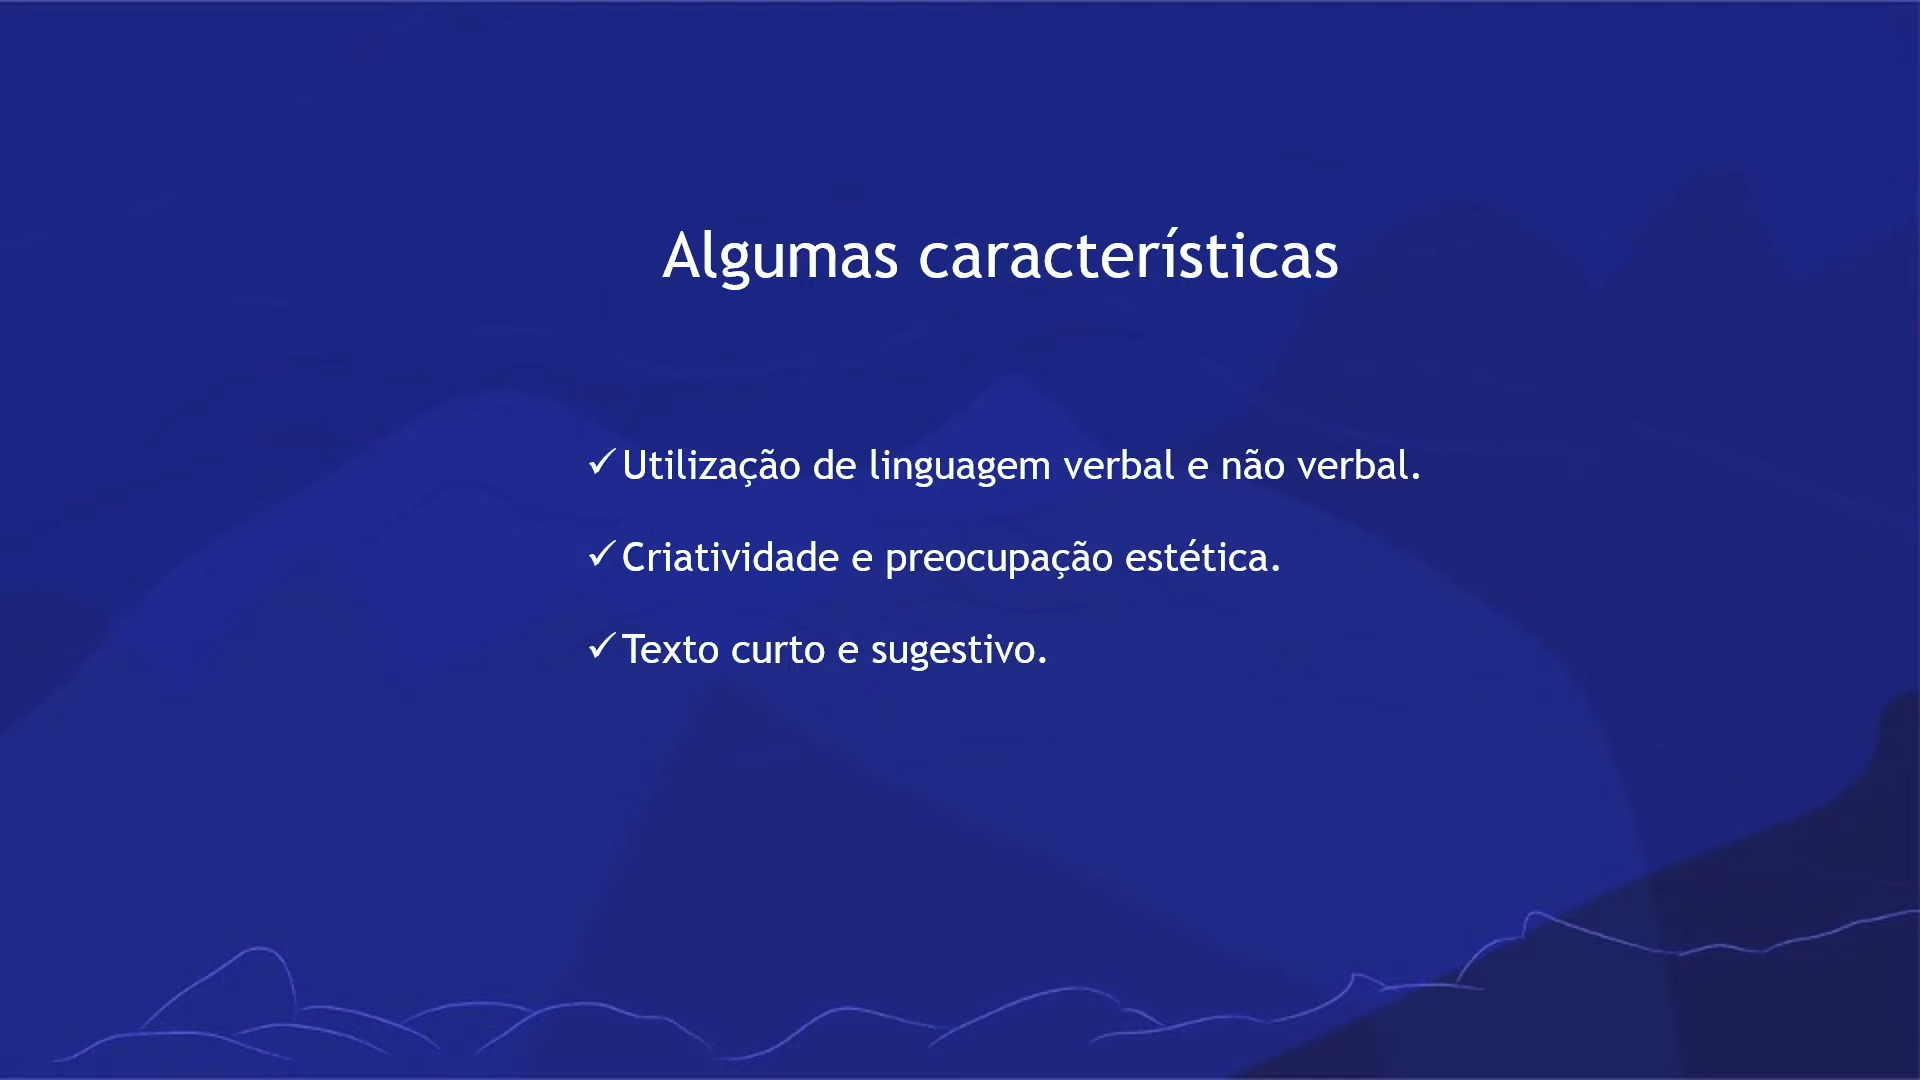 Algumas características
✓Utilização de linguagem verbal e não verbal.
✓Criatividade e preocupação estética.
✓Texto curto e sugestivo.